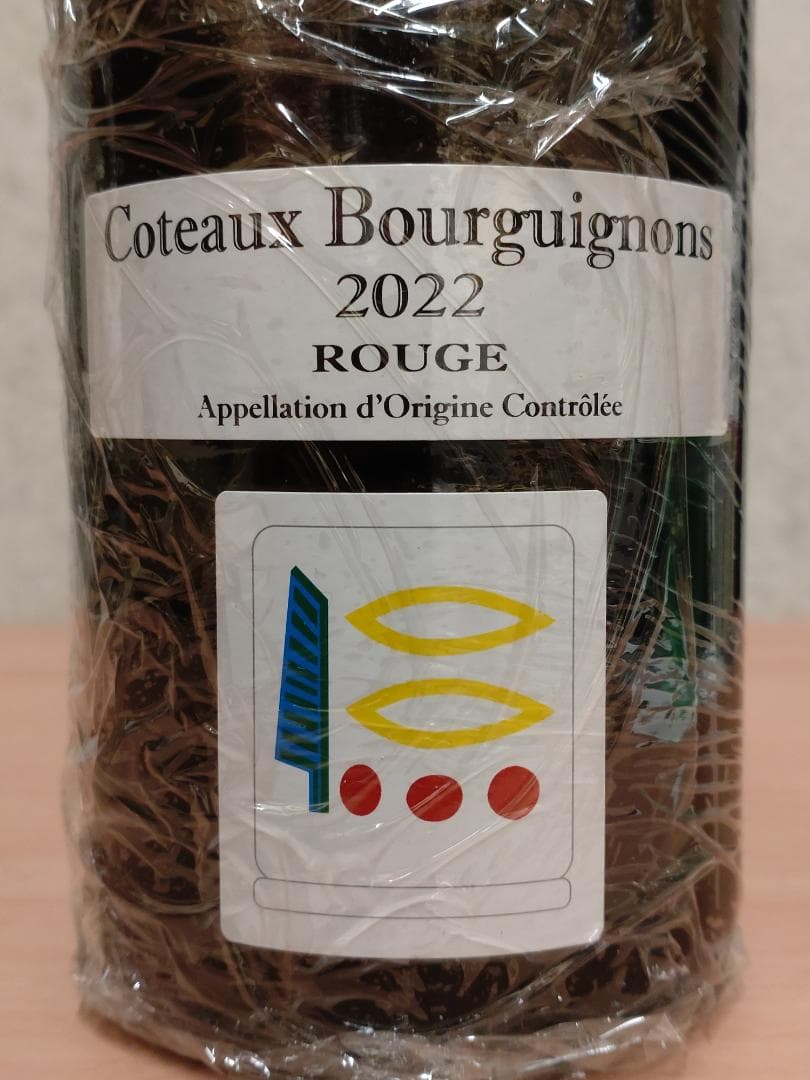 Coteaux Bourguignons
2022
ROUGE
Appellation d'Origine Contrôlée